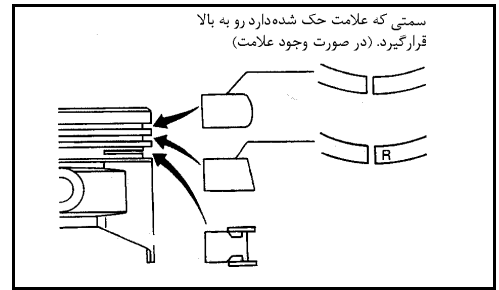 سمتی که علامت حک شده‌دارد رو به بالا
قرارگیرد. (در صورت وجود علامت)
R